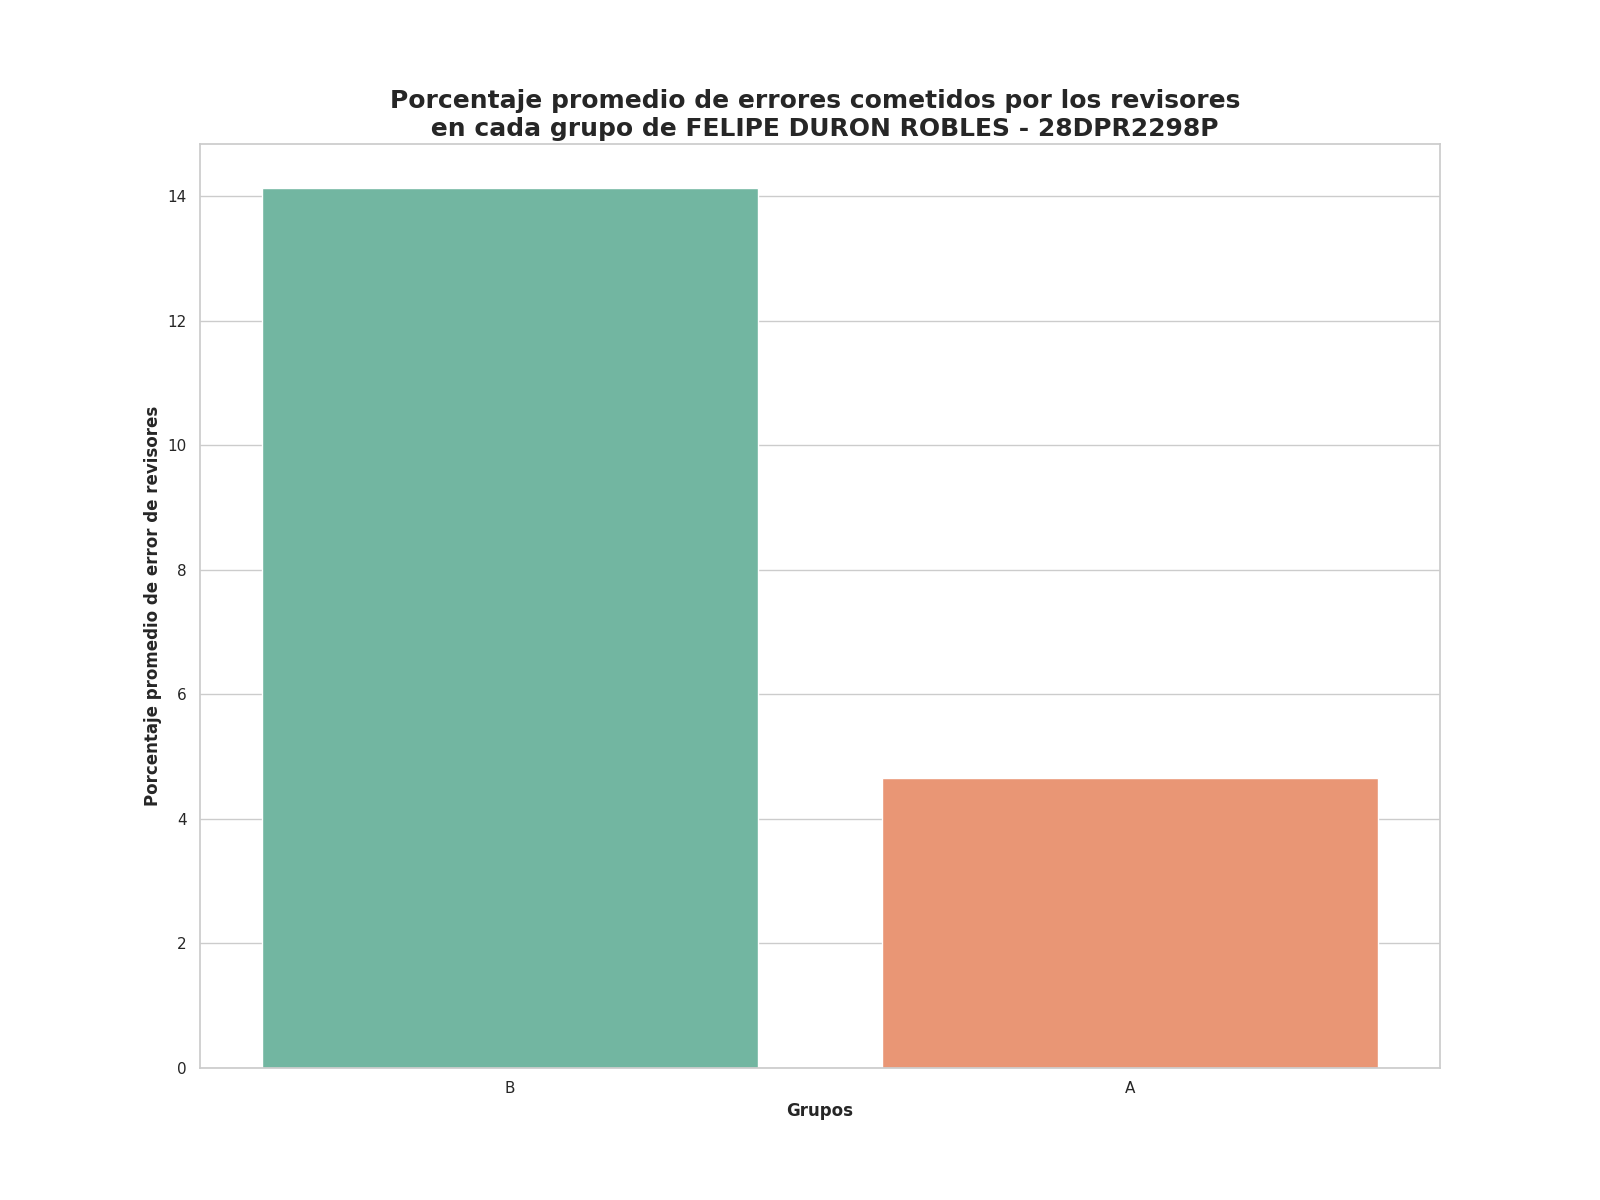 Porcentaje promedio de errores cometidos por los revisores
en cada grupo de FELIPE DURON ROBLES - 28DPR2298P
Porcentaje promedio de error de revisores
14
12
10
8
6
4
2
0
B
A
Grupos